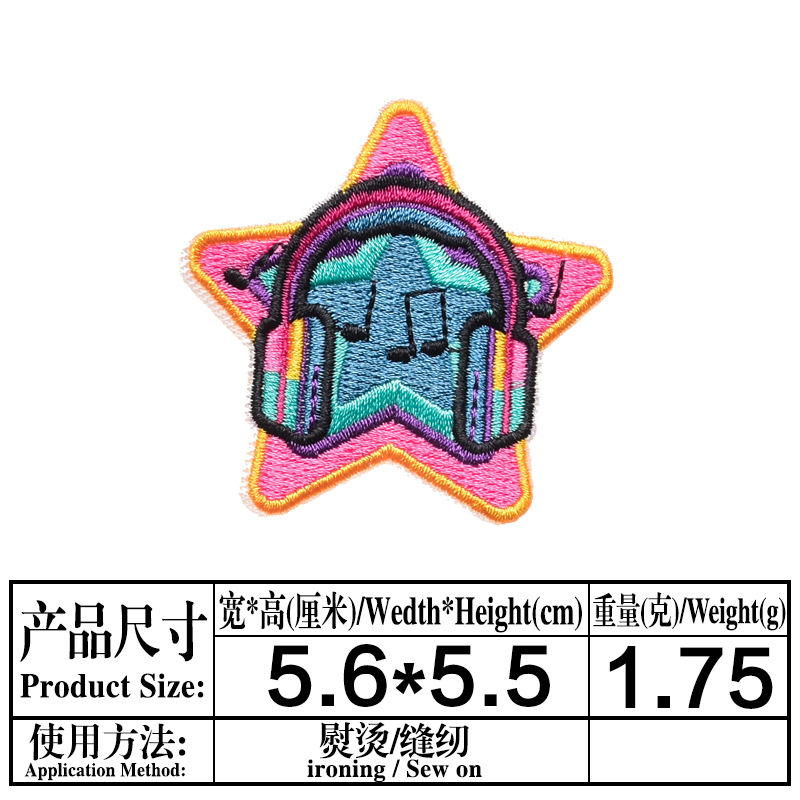 产品尺寸
Product Size:
宽*高(厘米)/Wedth*Height(cm)
重量(克)/Weight(g)
5.6*5.5
1.75
使用方法:
Application Method:
熨烫/缝纫
ironing / Sew on